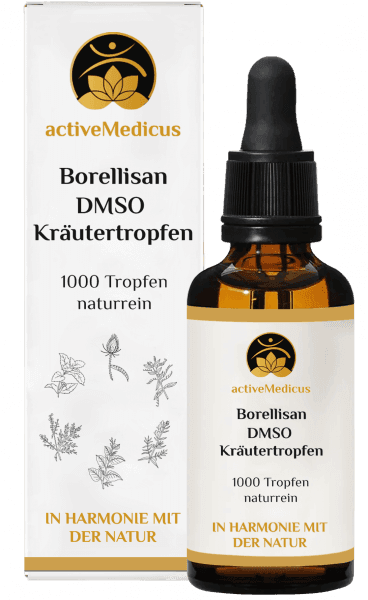 activeMedicus
Borellisan
DMSO
Kräutertropfen
1000 Tropfen
naturrein
IN HARMONIE MIT
DER NATUR
activeMedicus
Borellisan
DMSO
Kräutertropfen
1000 Tropfen
naturrein
IN HARMONIE MIT
DER NATUR